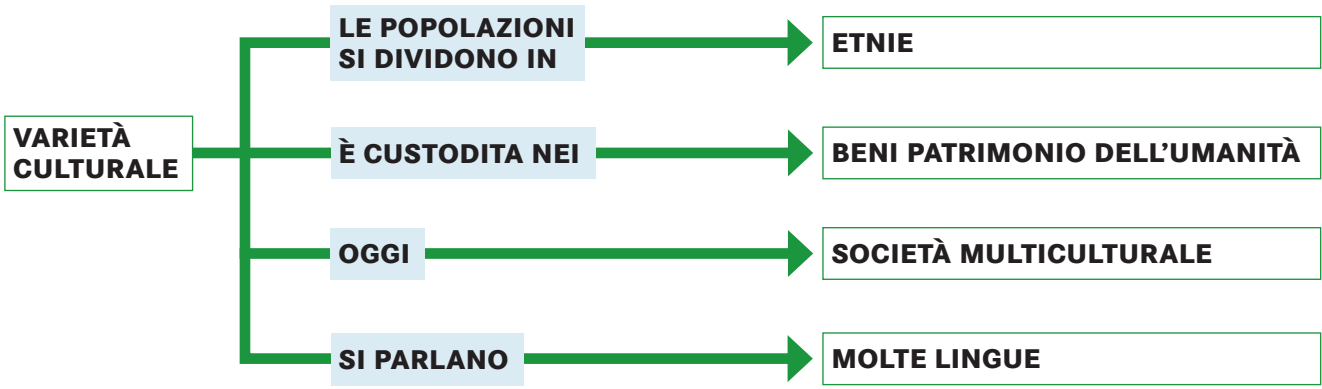 VARIETÀ
CULTURALE
LE POPOLAZIONI
SI DIVIDONO IN
ETNIE
È CUSTODITA NEI
BENI PATRIMONIO DELL’UMANITÀ
OGGI
SOCIETÀ MULTICULTURALE
SI PARLANO
MOLTE LINGUE